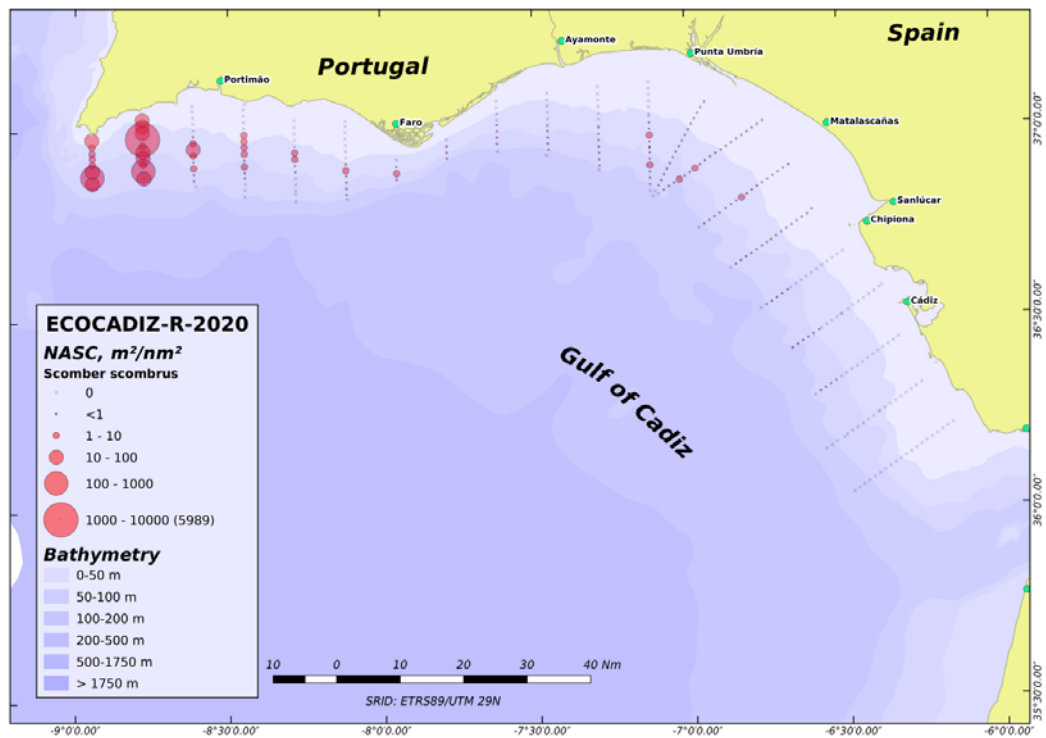 Spain
Portugal
Ayamonte
Punta Umbría
Portimão
Faro
Matalascañas
Sanlúcar
Chipiona
Cádiz
Gulf of Cadiz
ECOCADIZ-R-2020
NASC, m²/nm²
Scomber scombrus
0
<1
1 - 10
10 - 100
100 - 1000
1000 - 10000 (5989)
Bathymetry
0-50 m
50-100 m
100-200 m
200-500 m
500-1750 m
> 1750 m
10 0 10 20 30 40 Nm
SRID: ETRS89/UTM 29N
37°0'0.00"
36°30'0.00"
36°0'0.00"
35°30'0.00"
-9°0'0.00" -8°30'0.00" -8°0'0.00" -7°30'0.00" -7°0'0.00" -6°30'0.00" -6°0'0.00"